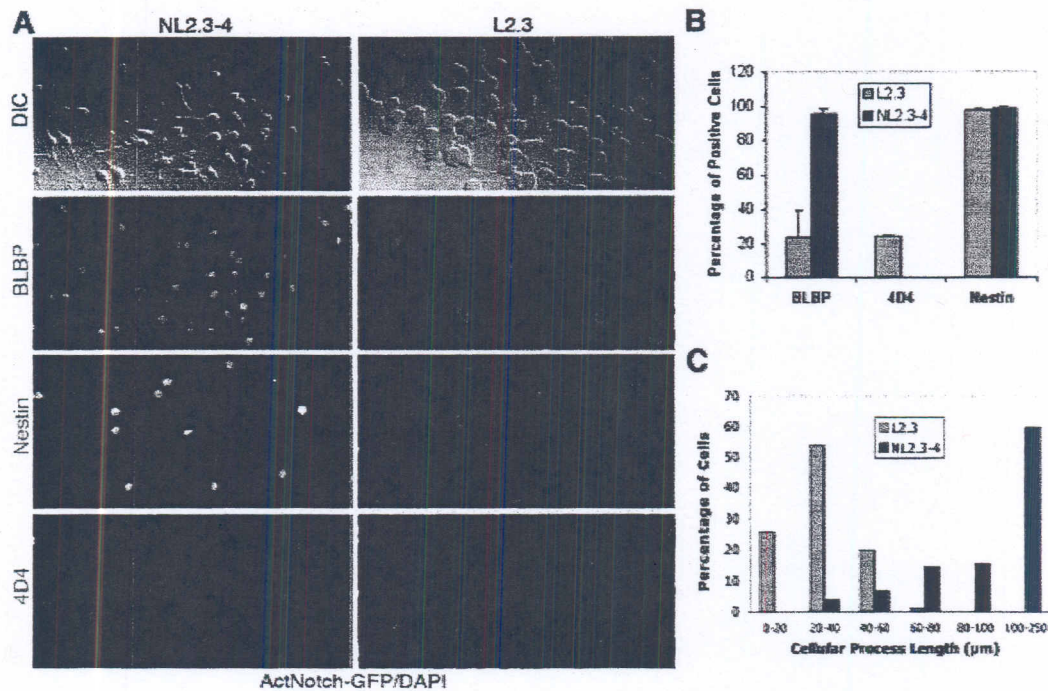 A
NL2.3-4
L2.3
DIC
BLBP
Nestin
4D4
ActNotch-GFP/DAPI
B
Percentage of Positive Cells
120
100
80
60
40
20
0
L2.3
NL2.3-4
BLBP
4D4
Nestin
C
Percentage of Cells
70
60
50
40
30
20
10
0
L2.3
NL2.3-4
0-20
20-40
40-60
60-80
80-100
100-250
Cellular Process Length (µm)